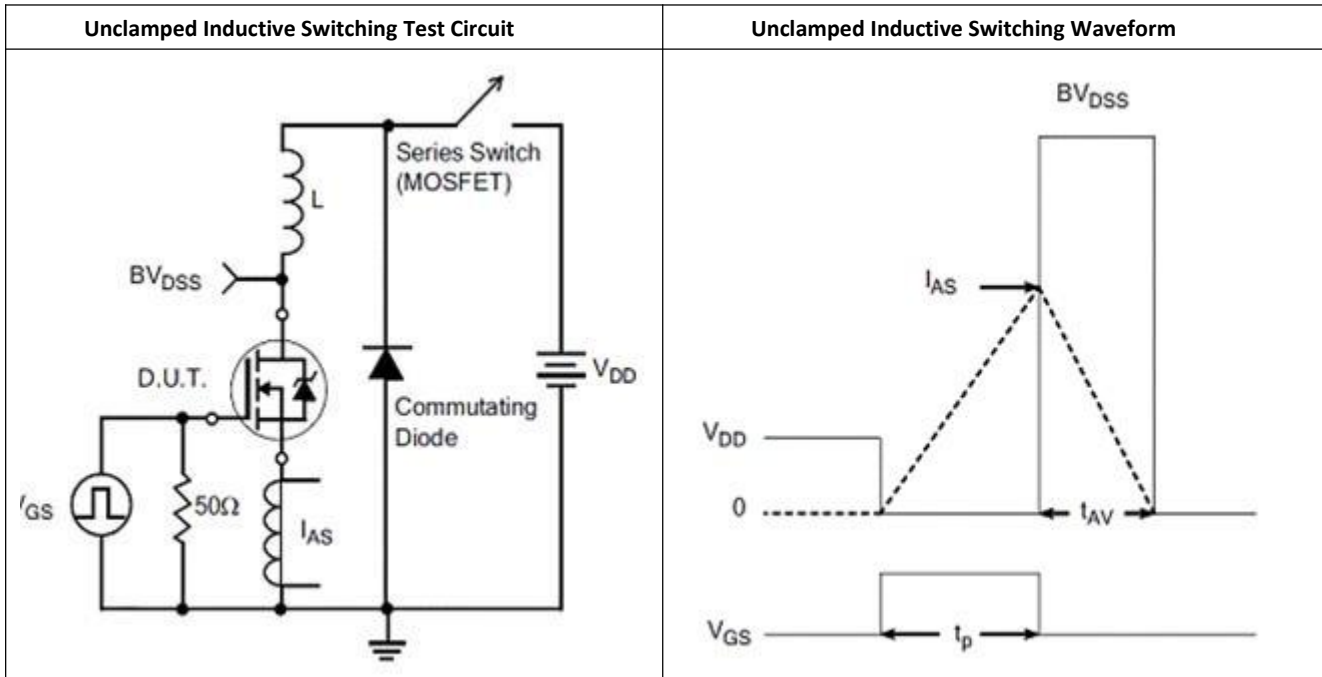 Unclamped Inductive Switching Test Circuit
Unclamped Inductive Switching Waveform
Series Switch
(MOSFET)
L
BVDSS
D.U.T.
VDD
Commutating
Diode
50Ω
IAS
BVDSS
IAS
VDD
0
tAV
VGS
tp